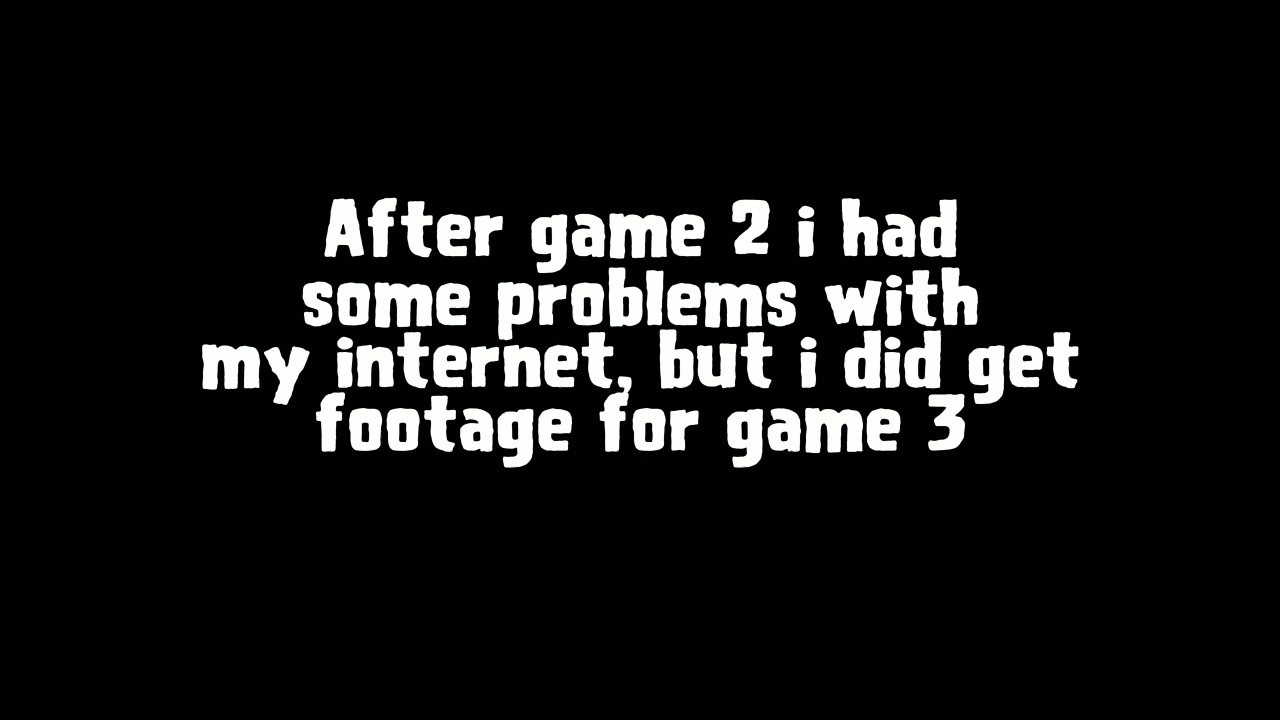 After game 2 i had
some problems with
my internet, but i did get
footage for game 3